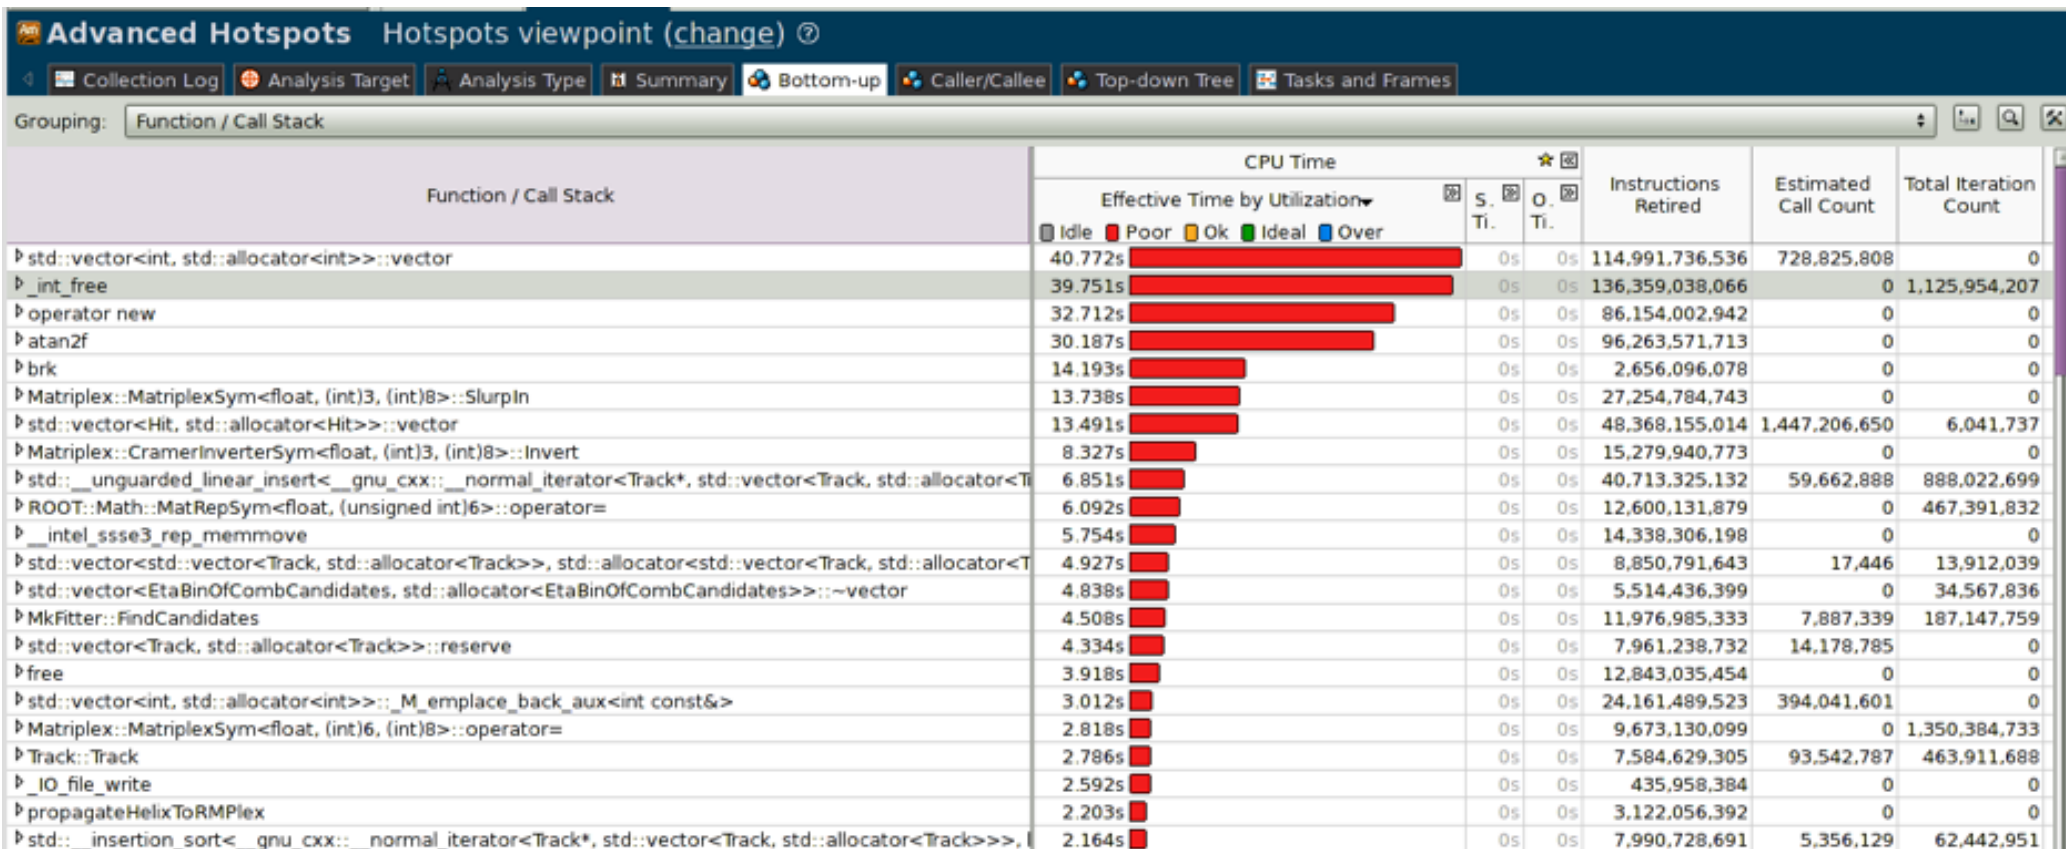 Advanced Hotspots Hotspots viewpoint (change)
Collection Log Analysis Target Analysis Type Summary Bottom-up Caller/Callee Top-down Tree Tasks and Frames
Grouping: Function / Call Stack
Function / Call Stack CPU Time Instructions Retired Estimated Call Count Total Iteration Count
Effective Time by Utilization S. Ti. O. Ti.
Idle Poor Ok Ideal Over
std::vector<int, std::allocator<int>>::vector 40.772s 0s 0s 114,991,736,536 728,825,808 0
_int_free 39.751s 0s 0s 136,359,038,066 0 1,125,954,207
operator new 32.712s 0s 0s 86,154,002,942 0 0
atan2f 30.187s 0s 0s 96,263,571,713 0 0
brk 14.193s 0s 0s 2,656,096,078 0 0
Matriplex::MatriplexSym<float, (int)3, (int)8>::SlurpIn 13.738s 0s 0s 27,254,784,743 0 0
std::vector<Hit, std::allocator<Hit>>::vector 13.491s 0s 0s 48,368,155,014 1,447,206,650 6,041,737
Matriplex::CramerInverterSym<float, (int)3, (int)8>::Invert 8.327s 0s 0s 15,279,940,773 0 0
std::__unguarded_linear_insert<__gnu_cxx::__normal_iterator<Track*, std::vector<Track, std::allocator<Tr 6.851s 0s 0s 40,713,325,132 59,662,888 888,022,699
ROOT::Math::MatRepSym<float, (unsigned int)6>::operator= 6.092s 0s 0s 12,600,131,879 0 467,391,832
__intel_ssse3_rep_memmove 5.754s 0s 0s 14,338,306,198 0 0
std::vector<std::vector<Track, std::allocator<Track>>, std::allocator<std::vector<Track, std::allocator<T 4.927s 0s 0s 8,850,791,643 17,446 13,912,039
std::vector<EtaBinOfCombCandidates, std::allocator<EtaBinOfCombCandidates>>::~vector 4.838s 0s 0s 5,514,436,399 0 34,567,836
MkFitter::FindCandidates 4.508s 0s 0s 11,976,985,333 7,887,339 187,147,759
std::vector<Track, std::allocator<Track>>::reserve 4.334s 0s 0s 7,961,238,732 14,178,785 0
free 3.918s 0s 0s 12,843,035,454 0 0
std::vector<int, std::allocator<int>>::_M_emplace_back_aux<int const&> 3.012s 0s 0s 24,161,489,523 394,041,601 0
Matriplex::MatriplexSym<float, (int)6, (int)8>::operator= 2.818s 0s 0s 9,673,130,099 0 1,350,384,733
Track::Track 2.786s 0s 0s 7,584,629,305 93,542,787 463,911,688
_IO_file_write 2.592s 0s 0s 435,958,384 0 0
propagateHelixToRMPlex 2.203s 0s 0s 3,122,056,392 0 0
std::__insertion_sort<__gnu_cxx::__normal_iterator<Track*, std::vector<Track, std::allocator<Track>>>, 2.164s 0s 0s 7,990,728,691 5,356,129 62,442,951